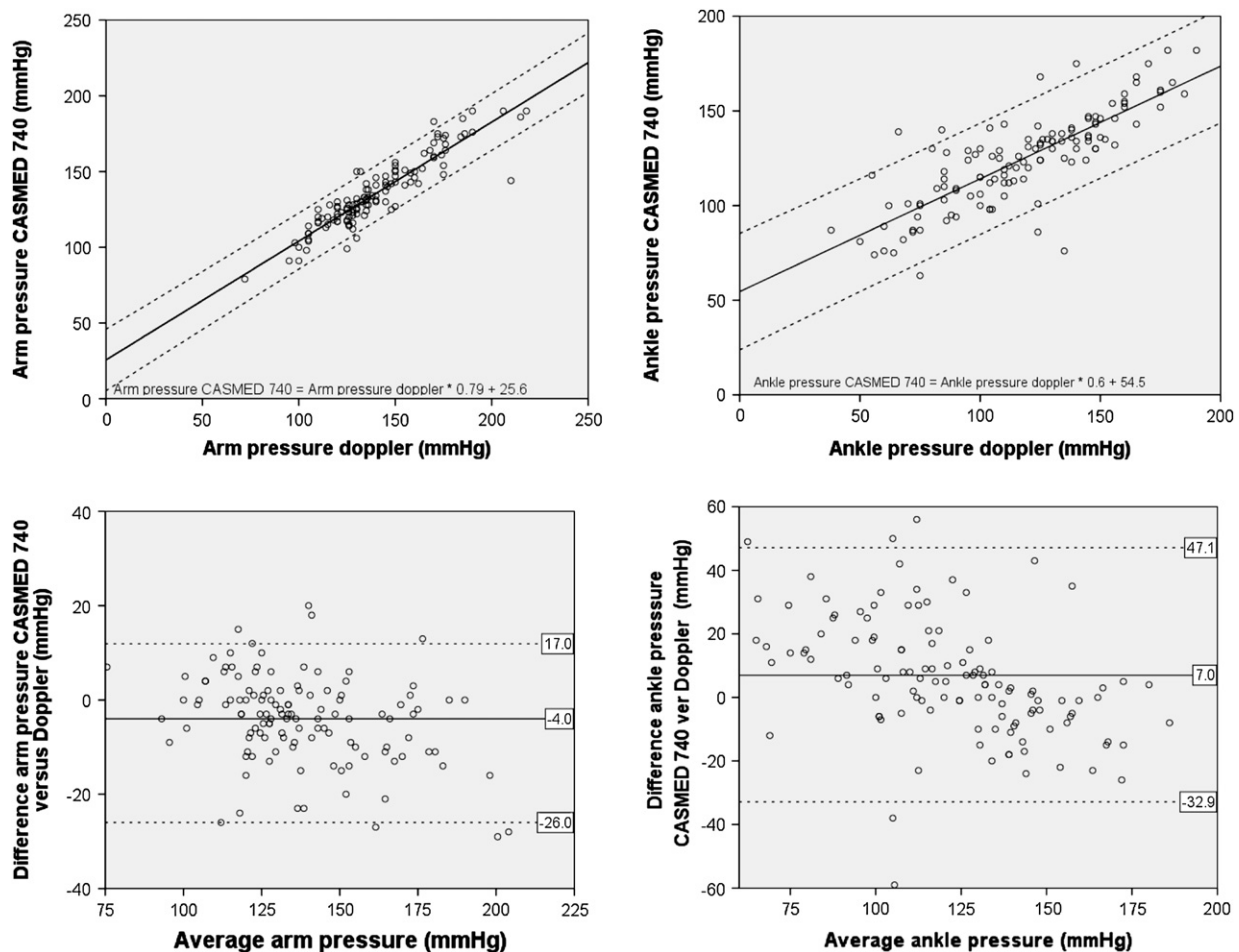 Arm pressure CASMED 740 (mmHg)
250
200
150
100
50
0
Arm pressure CASMED 740 = Arm pressure doppler * 0.79 + 25.6
0 50 100 150 200 250
Arm pressure doppler (mmHg)
Ankle pressure CASMED 740 (mmHg)
200
150
100
50
0
Ankle pressure CASMED 740 = Ankle pressure doppler * 0.6 + 54.5
0 50 100 150 200
Ankle pressure doppler (mmHg)
Difference arm pressure CASMED 740
versus Doppler (mmHg)
40
20
0
-20
-40
17.0
-4.0
-26.0
75 100 125 150 175 200 225
Average arm pressure (mmHg)
Difference ankle presssure
CASMED 740 ver Doppler (mmHg)
60
40
20
0
-20
-40
-60
47.1
7.0
-32.9
75 100 125 150 175 200
Average ankle pressure (mmHg)